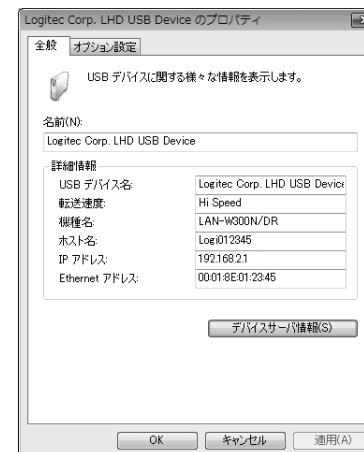 Logitec Corp. LHD USB Device のプロパティ
全般 オプション設定
USB デバイスに関する様々な情報を表示します。
名前(N):
Logitec Corp. LHD USB Device
詳細情報
USB デバイス名: Logitec Corp. LHD USB Device
転送速度: Hi Speed
機種名: LAN-W300N/DR
ホスト名: Logi012345
IP アドレス: 192.168.2.1
Ethernet アドレス: 00:01:8E:01:23:45
デバイスサーバ情報(S)
OK キャンセル 適用(A)